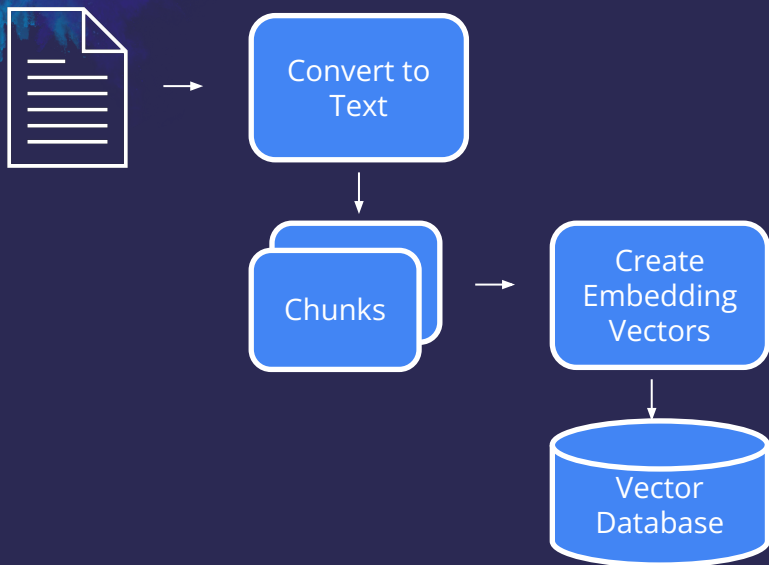 Convert to
Text
Chunks
Create
Embedding
Vectors
Vector
Database